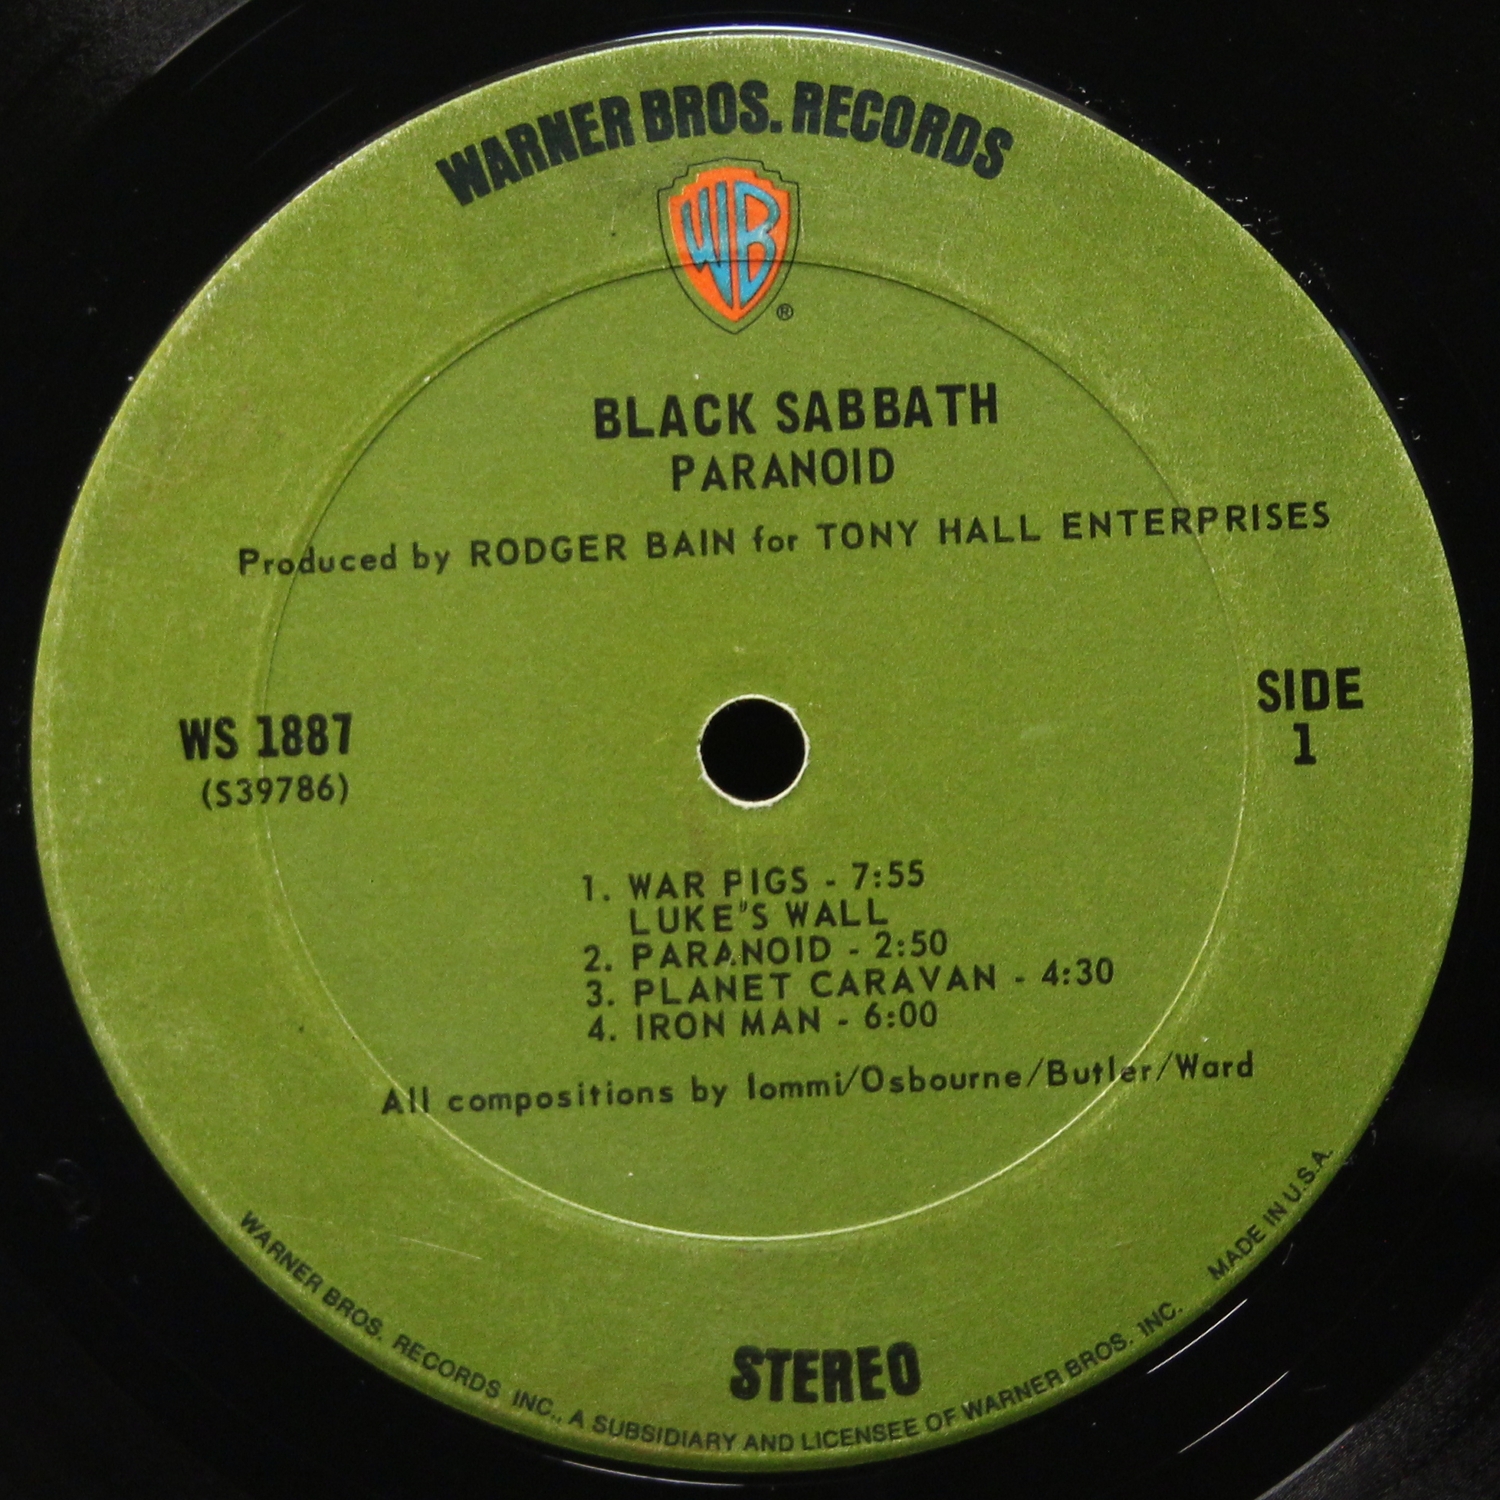 WARNER BROS. RECORDS
WB
®
BLACK SABBATH
PARANOID
Produced by RODGER BAIN for TONY HALL ENTERPRISES
WS 1887
(S39786)
SIDE
1
1. WAR PIGS - 7:55
LUKE"S WALL
2. PARANOID - 2:50
3. PLANET CARAVAN - 4:30
4. IRON MAN - 6:00
All compositions by Iommi/Osbourne/Butler/Ward
STEREO
WARNER BROS. RECORDS INC., A SUBSIDIARY AND LICENSEE OF WARNER BROS. INC. MADE IN U.S.A.